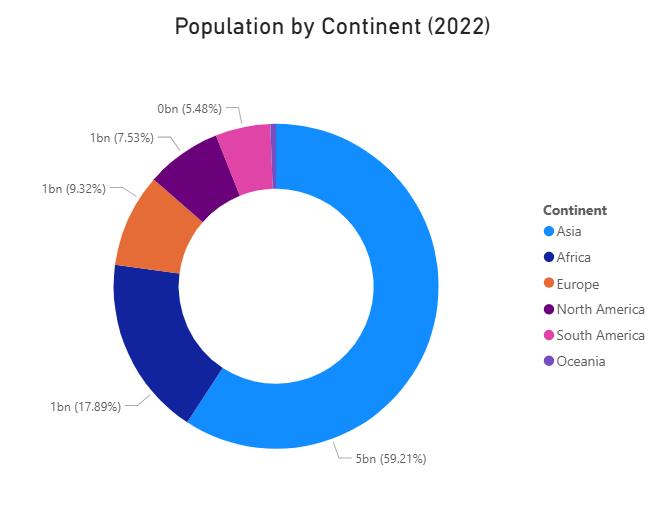 Population by Continent (2022)
0bn (5.48%)
1bn (7.53%)
1bn (9.32%)
1bn (17.89%)
5bn (59.21%)
Continent
Asia
Africa
Europe
North America
South America
Oceania